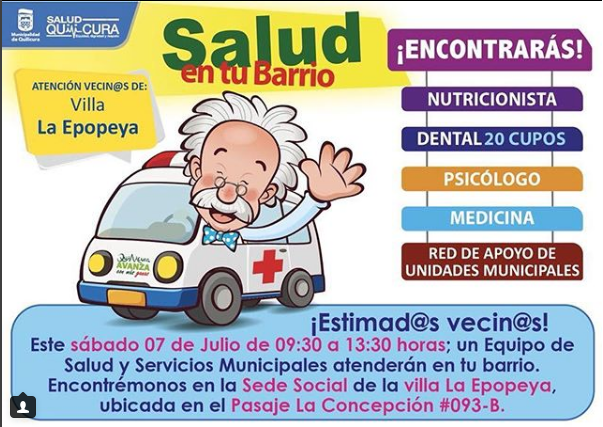 Municipalidad
de Quilicura
SALUD
QUILICURA
Salud
en tu Barrio
ATENCIÓN VECIN@S DE:
Villa
La Epopeya
¡ENCONTRARÁS!
NUTRICIONISTA
DENTAL 20 CUPOS
PSICÓLOGO
MEDICINA
RED DE APOYO DE
UNIDADES MUNICIPALES
AVANZA
¡Estimad@s vecin@s!
Este sábado 07 de Julio de 09:30 a 13:30 horas; un Equipo de
Salud y Servicios Municipales atenderán en tu barrio.
Encontrémonos en la Sede Social de la villa La Epopeya,
ubicada en el Pasaje La Concepción #093-B.